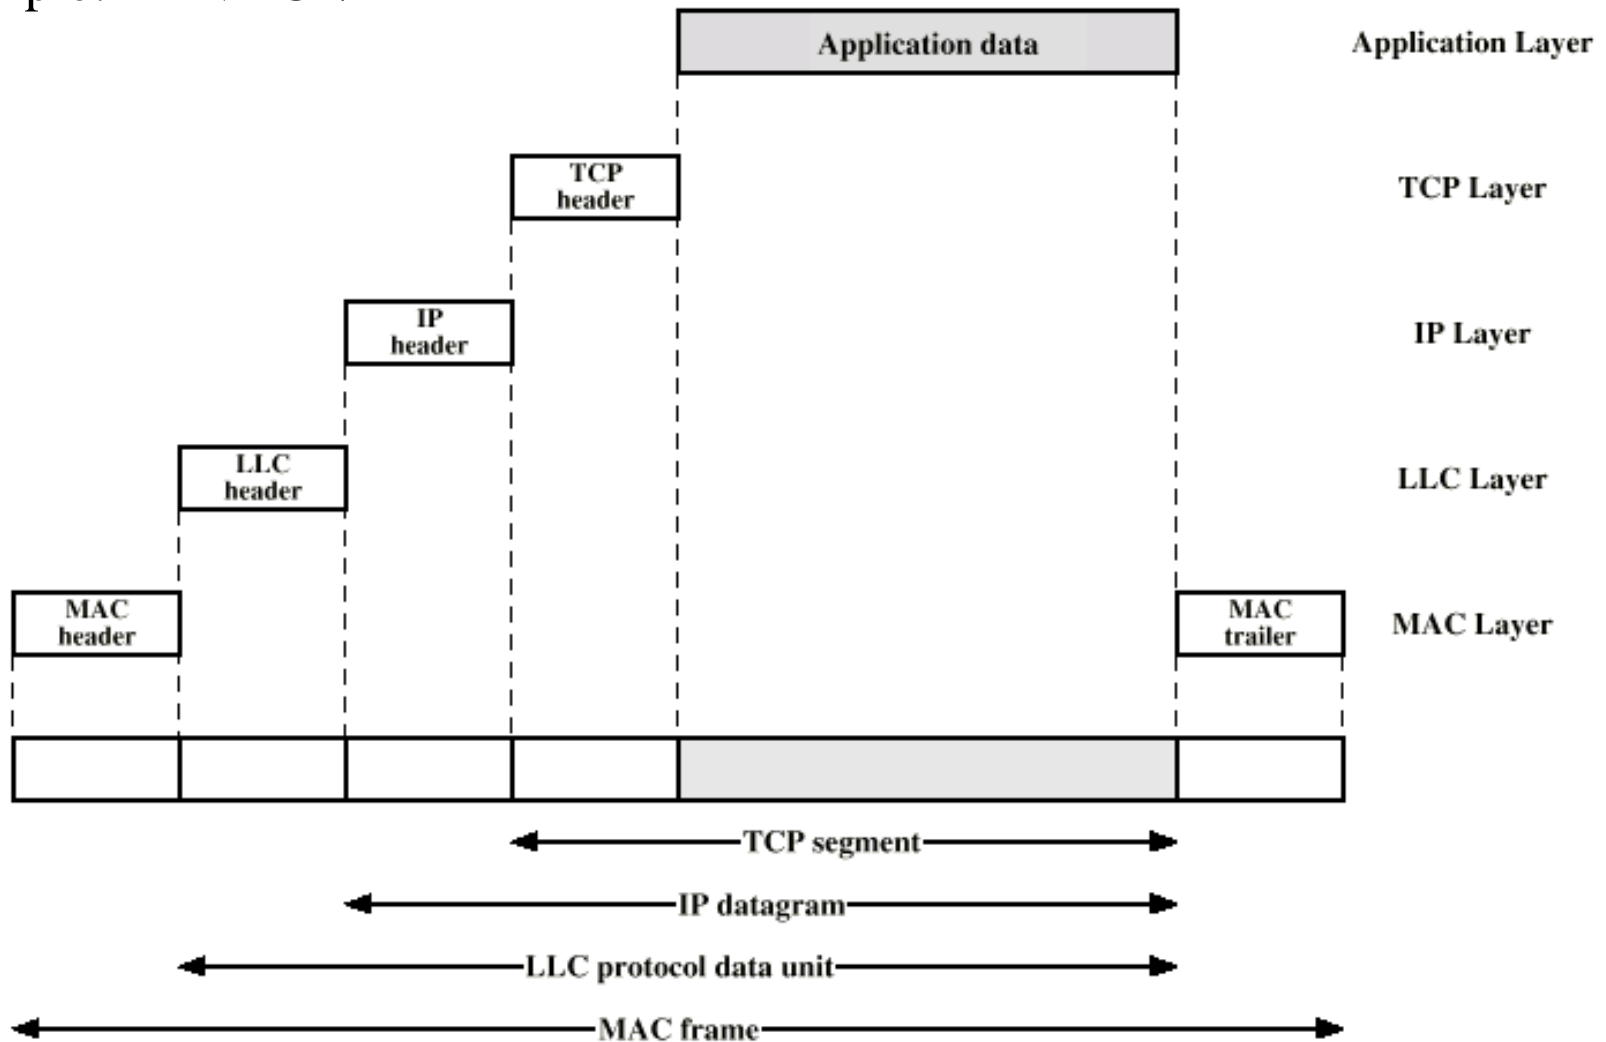 Application data
Application Layer
TCP
header
TCP Layer
IP
header
IP Layer
LLC
header
LLC Layer
MAC
header
MAC
trailer
MAC Layer
TCP segment
IP datagram
LLC protocol data unit
MAC frame